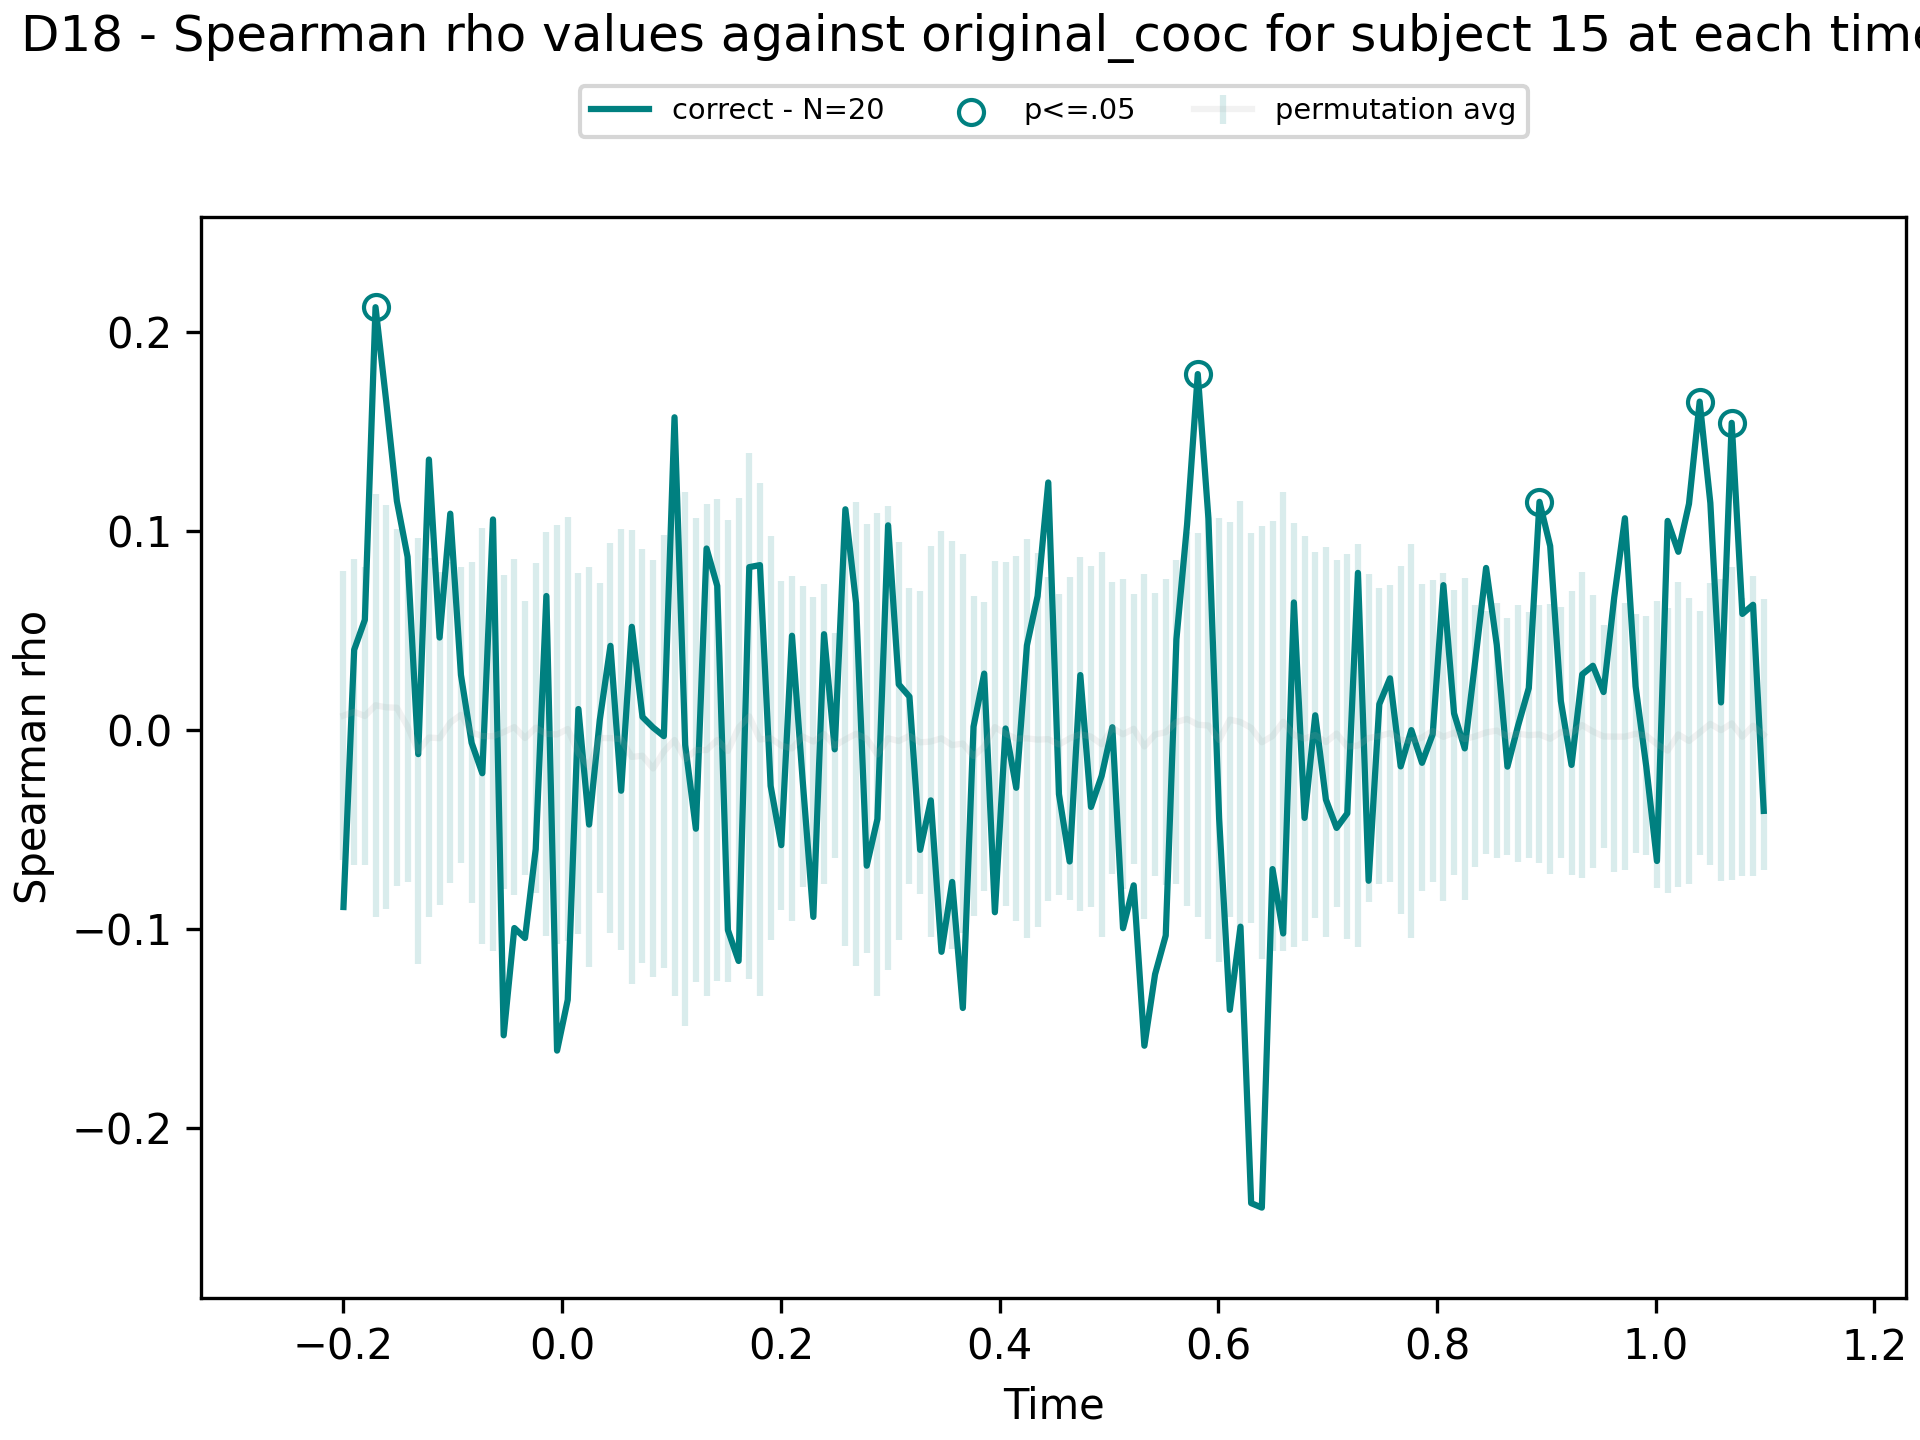 D18 - Spearman rho values against original_cooc for subject 15 at each time
correct - N=20 p<=.05 permutation avg
Spearman rho
0.2
0.1
0.0
−0.1
−0.2
−0.2 0.0 0.2 0.4 0.6 0.8 1.0 1.2
Time